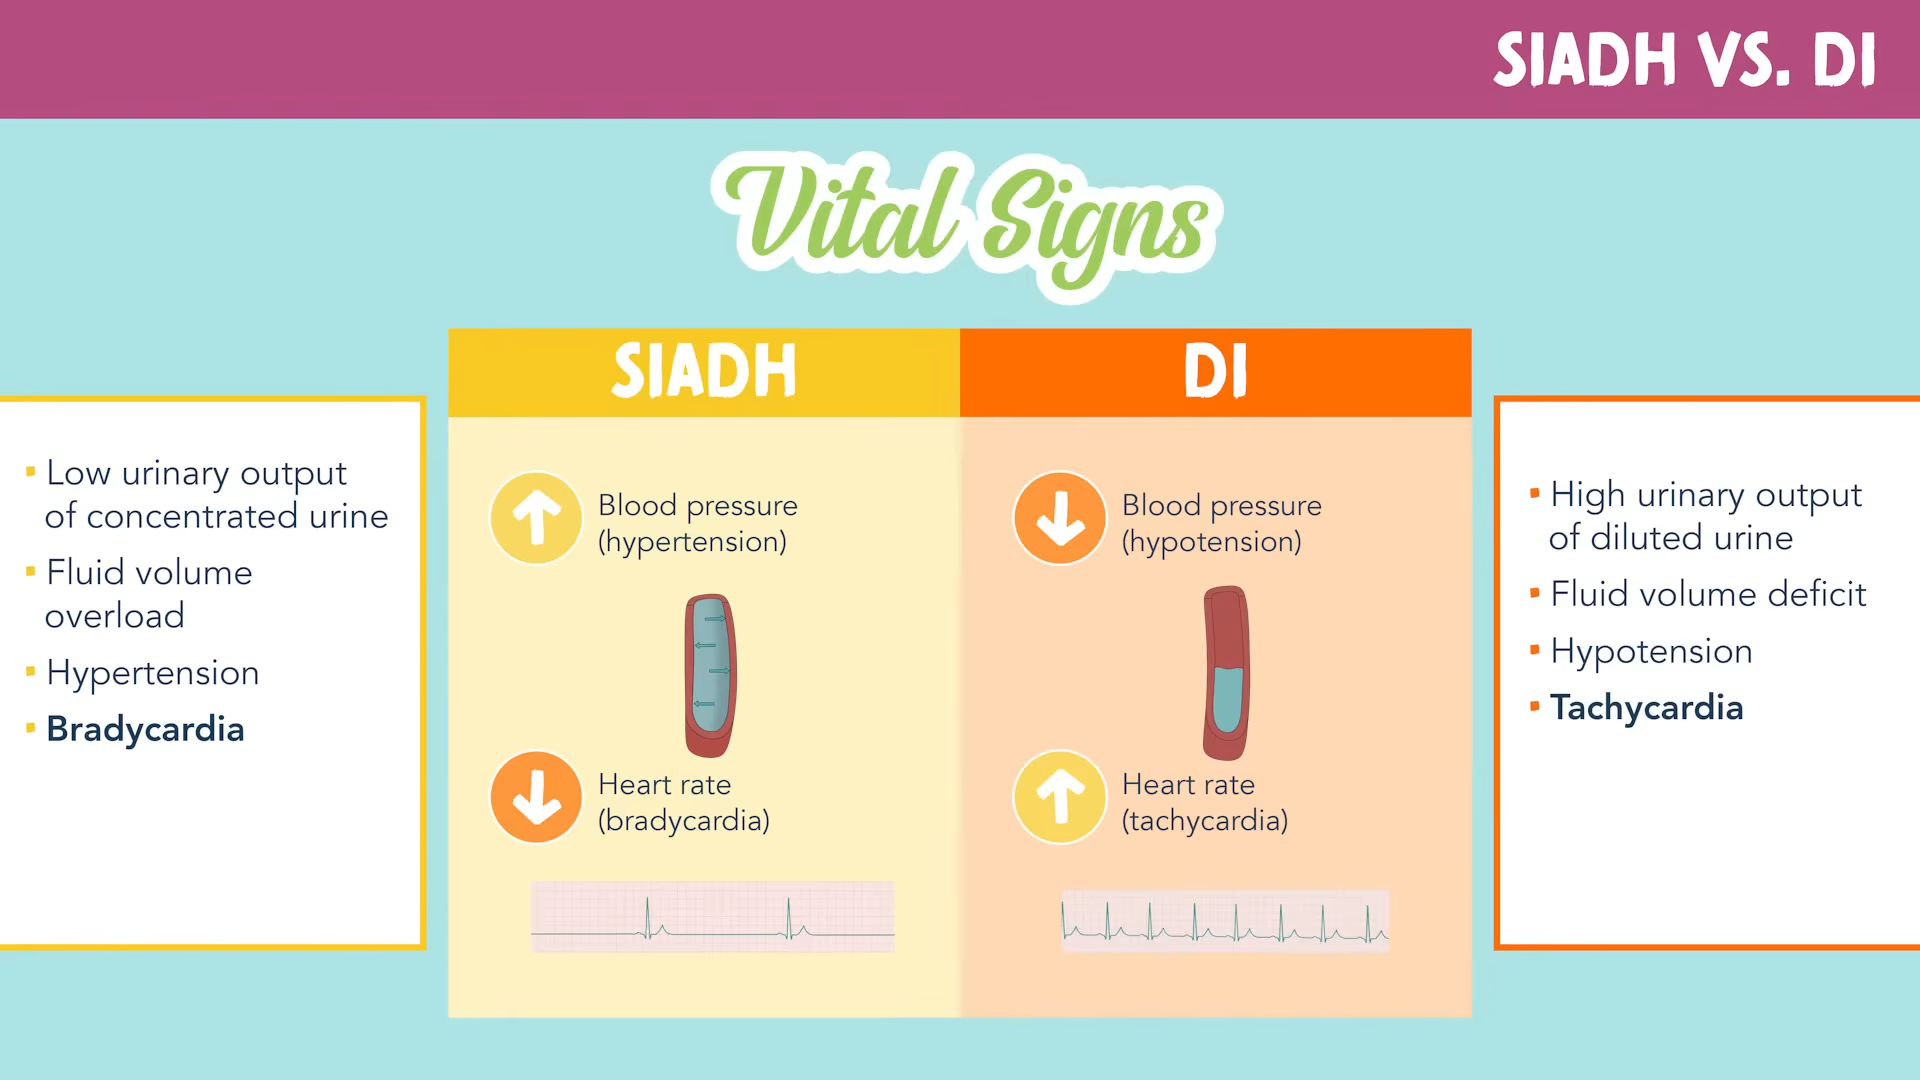 SIADH VS. DI
Vital Signs
SIADH
DI
▪ Low urinary output
of concentrated urine
▪ Fluid volume
overload
▪ Hypertension
▪ Bradycardia
Blood pressure
(hypertension)
Heart rate
(bradycardia)
Blood pressure
(hypotension)
Heart rate
(tachycardia)
▪ High urinary output
of diluted urine
▪ Fluid volume deficit
▪ Hypotension
▪ Tachycardia